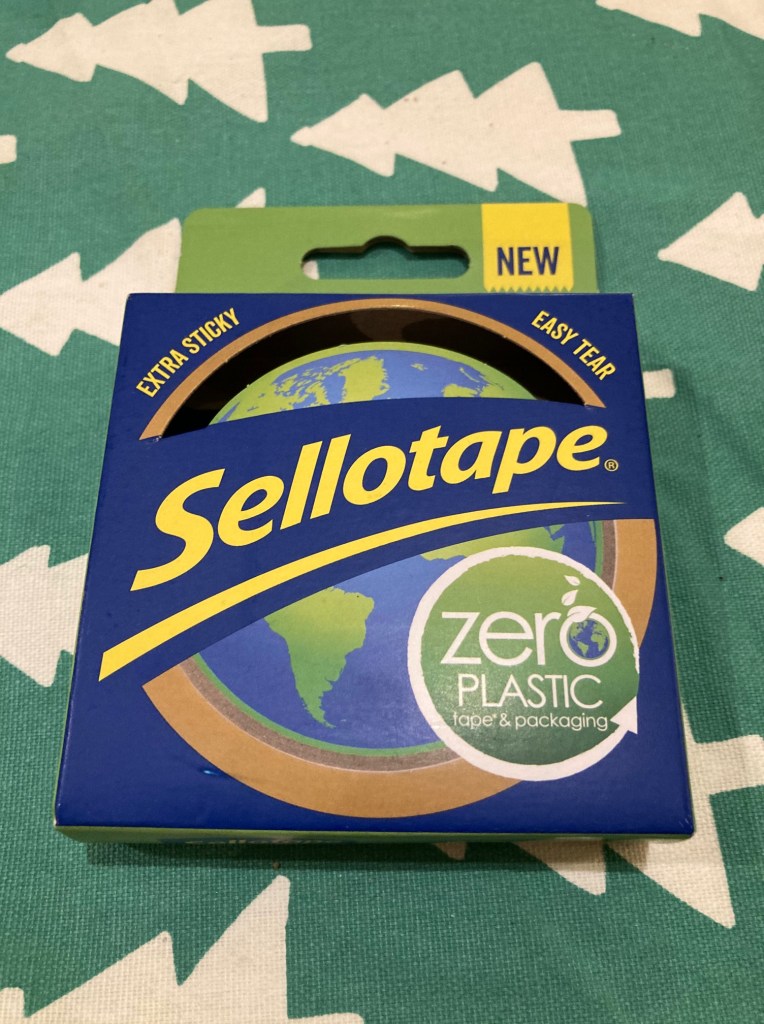 NEW
EXTRA STICKY
EASY TEAR
Sellotape®
zero
PLASTIC
tape* & packaging